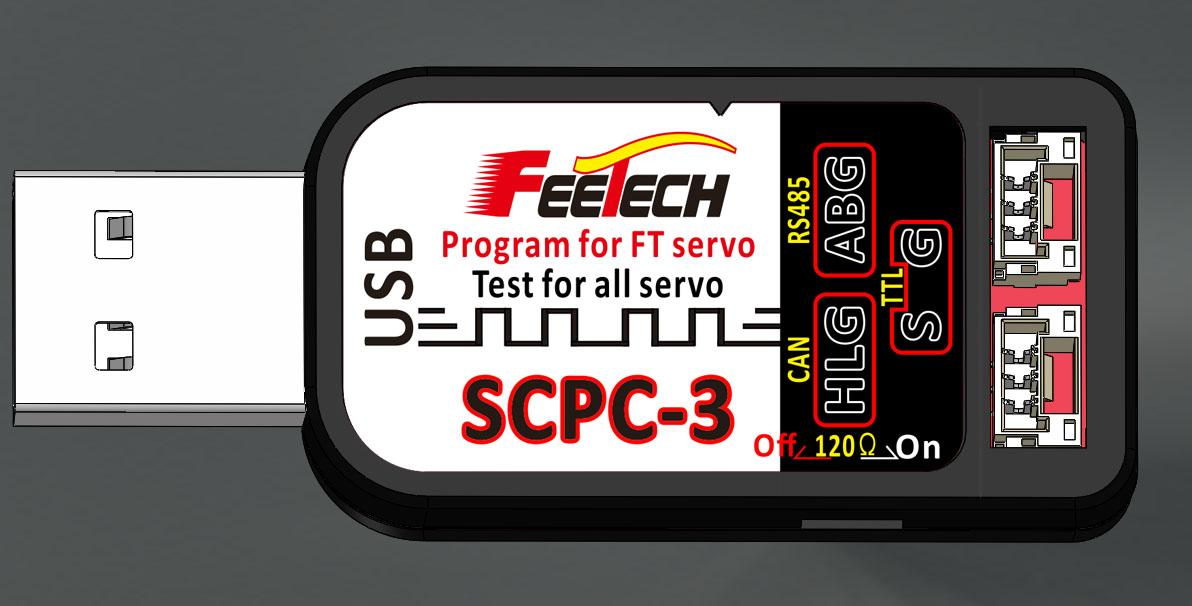 FEETECH
Program for FT servo
Test for all servo
USB
SCPC-3
RS485
ABG
CAN
HLG
TTL
S G
Off 120Ω On